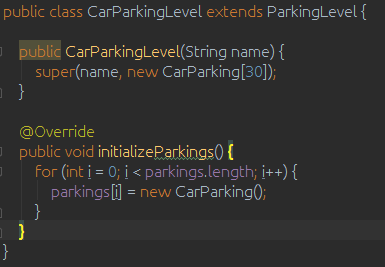 public class CarParkingLevel extends ParkingLevel {
public CarParkingLevel(String name) {
super(name, new CarParking[30]);
}
@Override
public void initializeParkings() {
for (int i = 0; i < parkings.length; i++) {
parkings[i] = new CarParking();
}
}
}